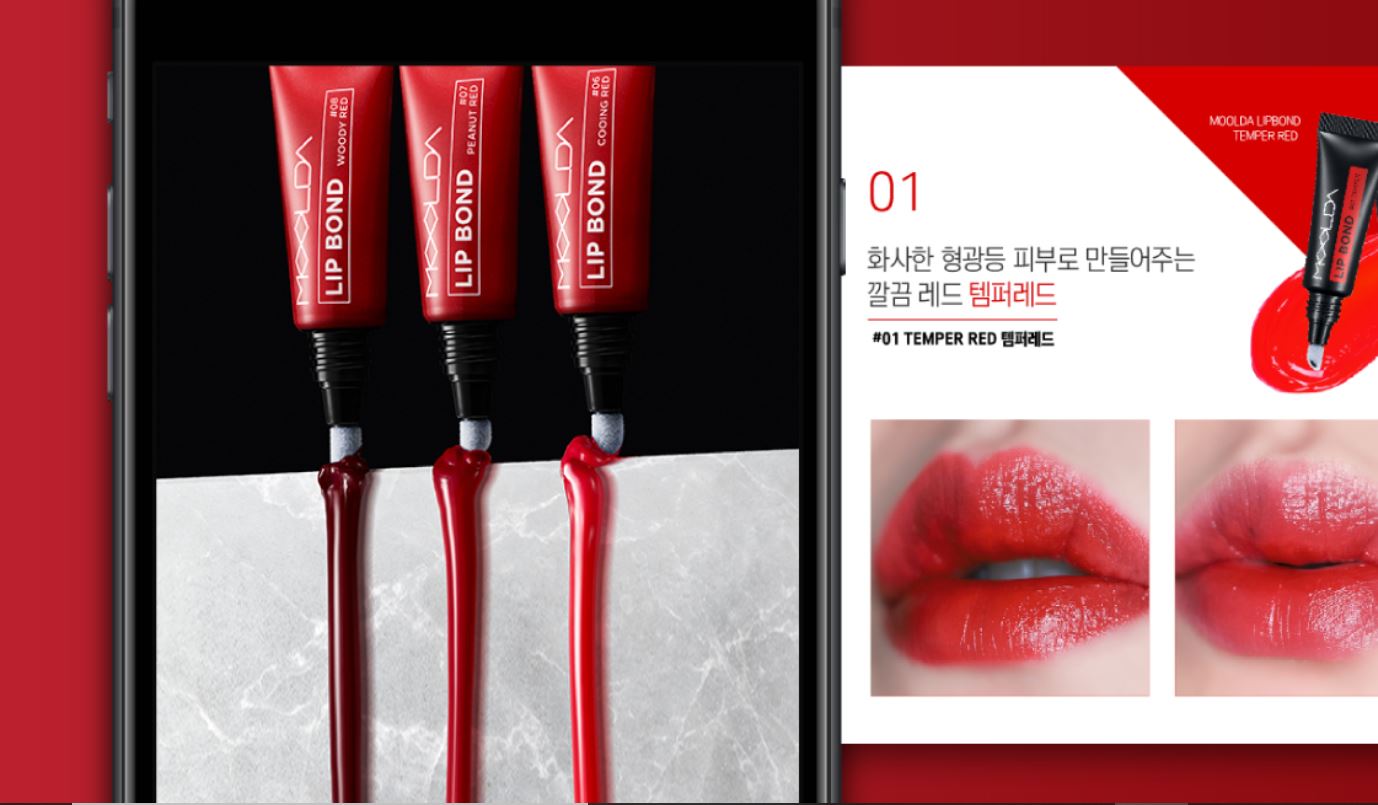 MOOLDA
LIP BOND
#08
WOODY RED
MOOLDA
LIP BOND
#07
PEANUT RED
MOOLDA
LIP BOND
#06
COOING RED
MOOLDA LIPBOND
TEMPER RED
01
화사한 형광등 피부로 만들어주는
깔끔 레드 템퍼레드
#01 TEMPER RED 템퍼레드
MOOLDA
LIP BOND